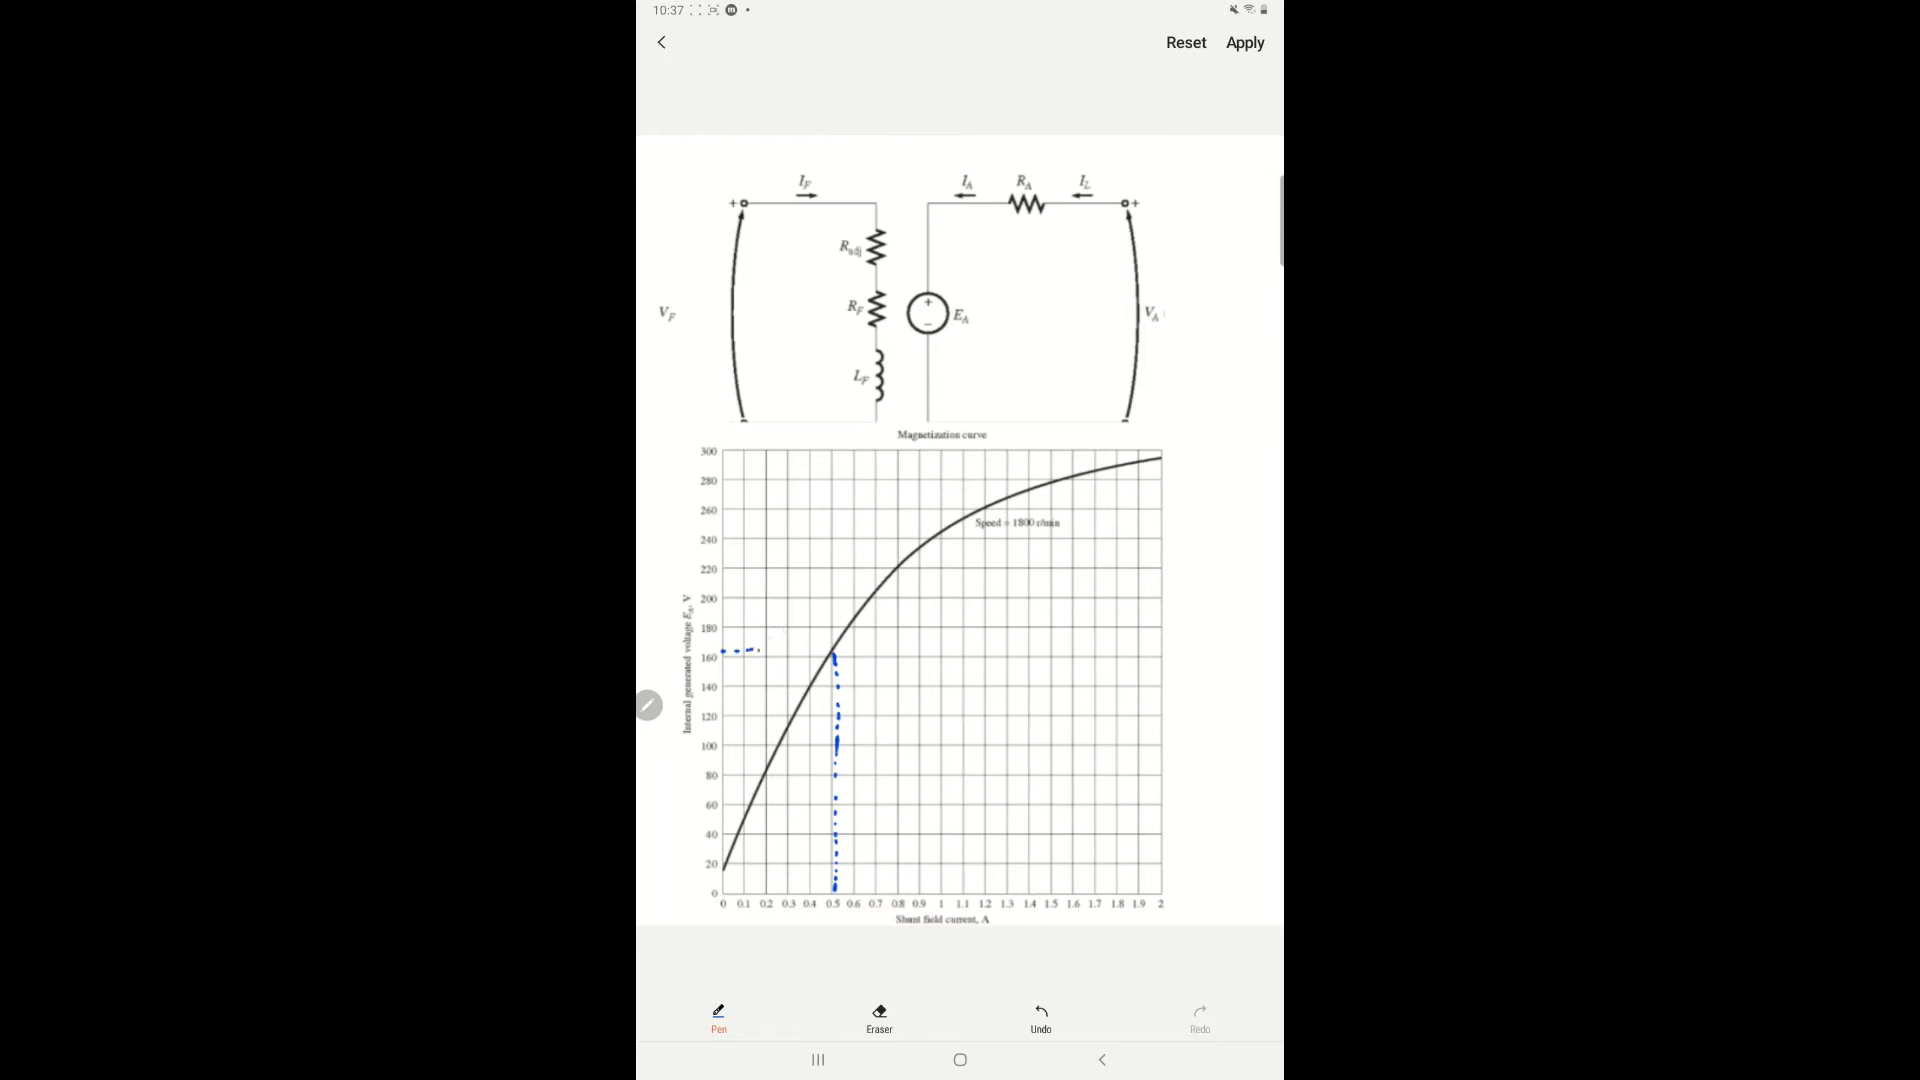 10:37
Reset Apply
I_F
I_A R_A I_L
+ +
R_adj
R_F
+
−
E_A
V_F
V_A
L_F
Magnetization curve
300
280
260
240
220
200
180
160
140
120
100
80
60
40
20
0
Internal generated voltage E_A, V
Speed = 1800 r/min
0 0.1 0.2 0.3 0.4 0.5 0.6 0.7 0.8 0.9 1 1.1 1.2 1.3 1.4 1.5 1.6 1.7 1.8 1.9 2
Shunt field current, A
Pen Eraser Undo Redo